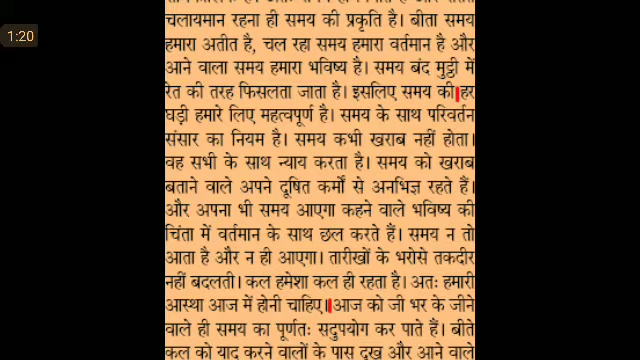 1:20
चलायमान रहना ही समय की प्रकृति है। बीता समय
हमारा अतीत है, चल रहा समय हमारा वर्तमान है और
आने वाला समय हमारा भविष्य है। समय बंद मुट्ठी में
रेत की तरह फिसलता जाता है। इसलिए समय की हर
घड़ी हमारे लिए महत्वपूर्ण है। समय के साथ परिवर्तन
संसार का नियम है। समय कभी खराब नहीं होता।
वह सभी के साथ न्याय करता है। समय को खराब
बताने वाले अपने दूषित कर्मों से अनभिज्ञ रहते हैं।
और अपना भी समय आएगा कहने वाले भविष्य की
चिंता में वर्तमान के साथ छल करते हैं। समय न तो
आता है और न ही आएगा। तारीखों के भरोसे तकदीर
नहीं बदलती। कल हमेशा कल ही रहता है। अतः हमारी
आस्था आज में होनी चाहिए। आज को जी भर के जीने
वाले ही समय का पूर्णतः सदुपयोग कर पाते हैं। बीते
कल को याद करने वालों के पास दुख और आने वाले